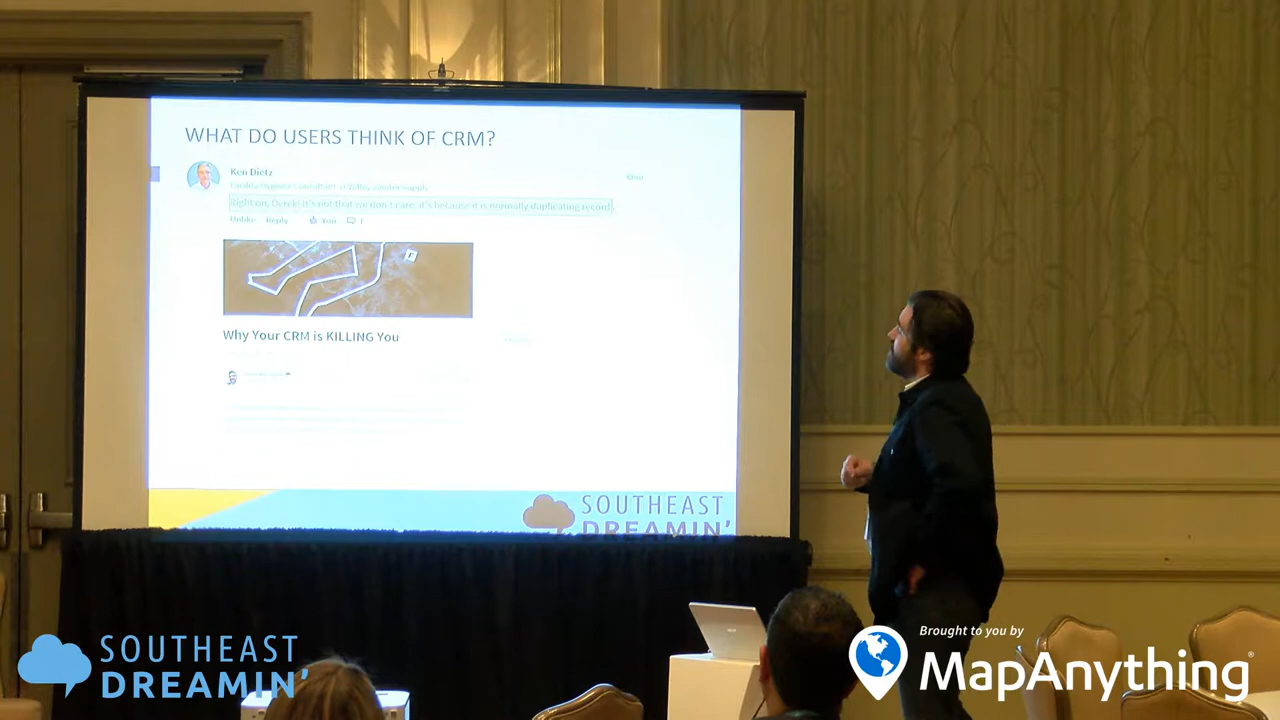 WHAT DO USERS THINK OF CRM?
Ken Dietz
Right on, Derek! It's not that we don't care, it's because it is normally duplicating records.
Unlike Reply You 1
Why Your CRM is KILLING You
SOUTHEAST
DREAMIN'
SOUTHEAST
DREAMIN'
Brought to you by
MapAnything®